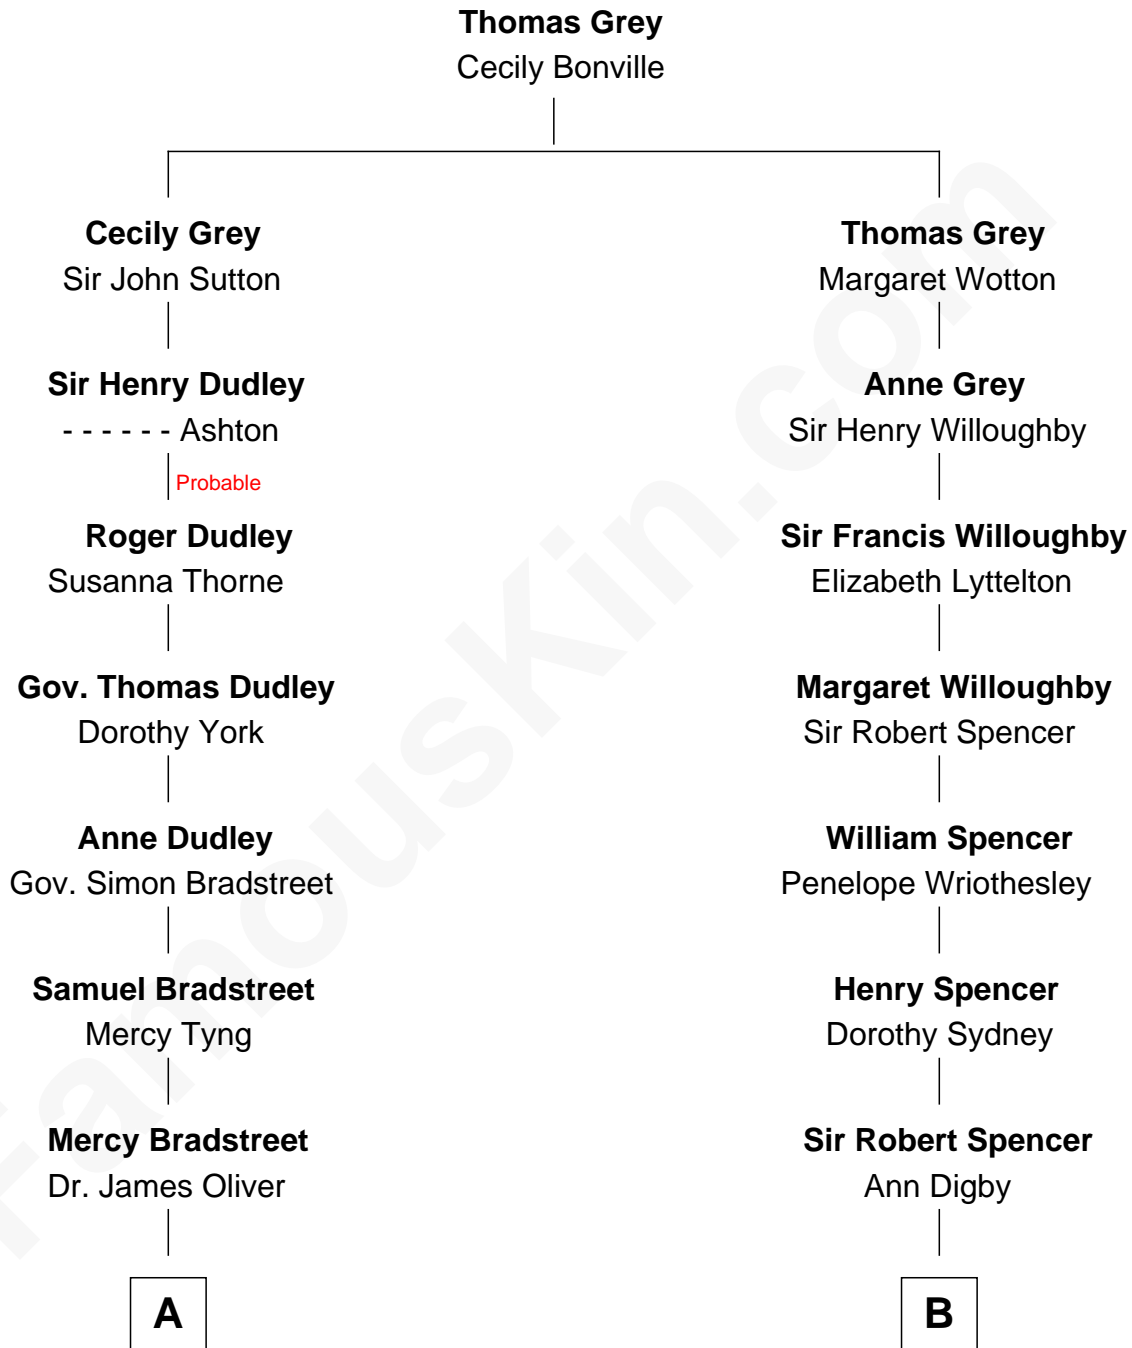 Thomas Grey
Cecily Bonville
Cecily Grey
Sir John Sutton
Thomas Grey
Margaret Wotton
Sir Henry Dudley
- - - - - - Ashton
Probable
Anne Grey
Sir Henry Willoughby
Roger Dudley
Susanna Thorne
Sir Francis Willoughby
Elizabeth Lyttelton
Gov. Thomas Dudley
Dorothy York
Margaret Willoughby
Sir Robert Spencer
Anne Dudley
Gov. Simon Bradstreet
William Spencer
Penelope Wriothesley
Samuel Bradstreet
Mercy Tyng
Henry Spencer
Dorothy Sydney
Mercy Bradstreet
Dr. James Oliver
Sir Robert Spencer
Ann Digby
A
B
FamousKin.com